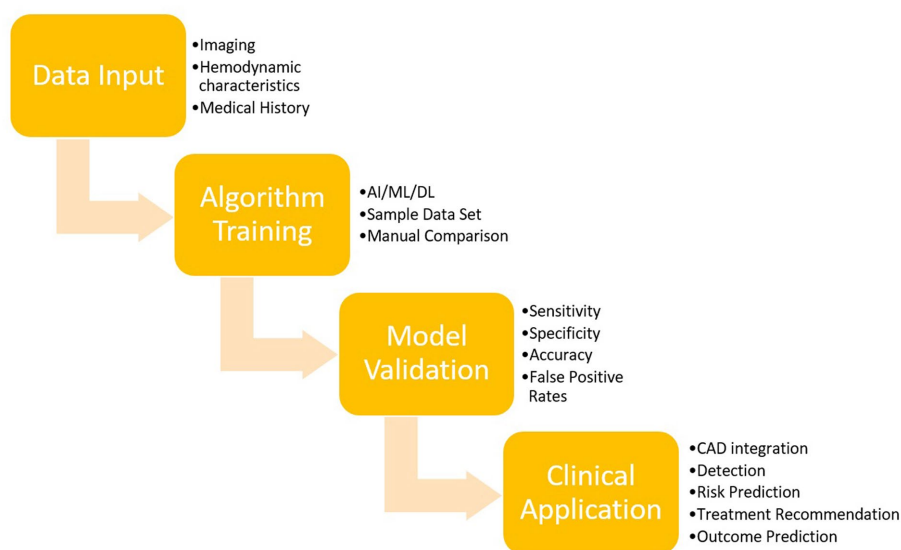 Data Input
•Imaging
•Hemodynamic
characteristics
•Medical History
Algorithm
Training
•AI/ML/DL
•Sample Data Set
•Manual Comparison
Model
Validation
•Sensitivity
•Specificity
•Accuracy
•False Positive
Rates
Clinical
Application
•CAD integration
•Detection
•Risk Prediction
•Treatment Recommendation
•Outcome Prediction